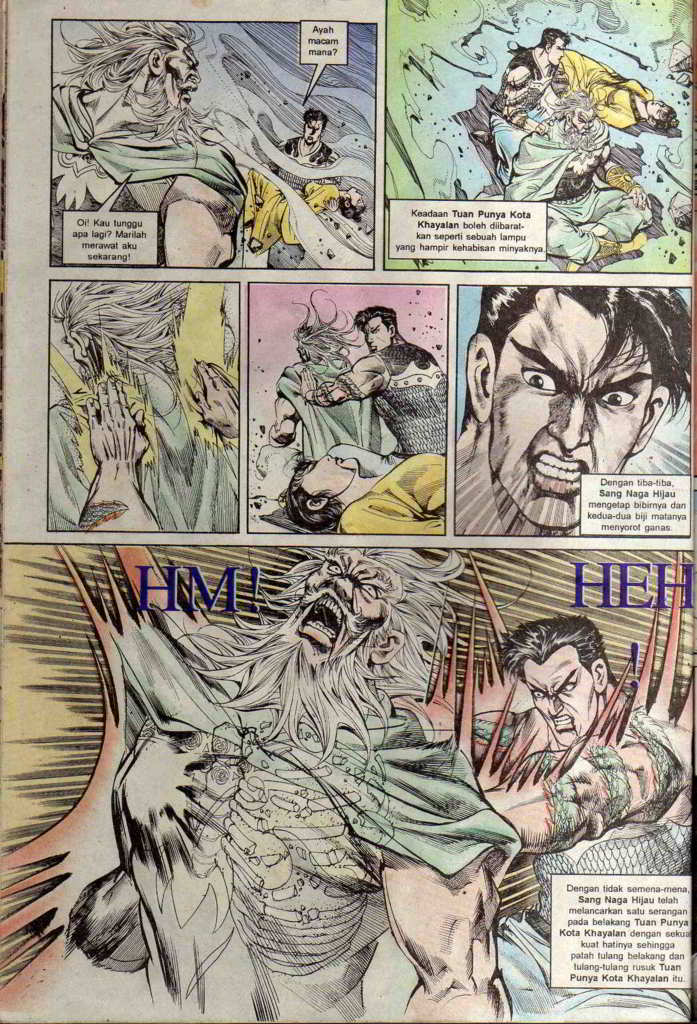 Ayah
macam
mana?
Oi! Kau tunggu
apa lagi? Marilah
merawat aku
sekarang!
Keadaan Tuan Punya Kota
Khayalan boleh diibarat-
kan seperti sebuah lampu
yang hampir kehabisan minyaknya.
Dengan tiba-tiba,
Sang Naga Hijau
mengetap bibirnya dan
kedua-dua biji matanya
menyorot ganas.
HM!
HEH
!
Dengan tidak semena-mena,
Sang Naga Hijau telah
melancarkan satu serangan
pada belakang Tuan Punya
Kota Khayalan dengan sekuat
kuat hatinya sehingga
patah tulang belakang dan
tulang-tulang rusuk Tuan
Punya Kota Khayalan itu.